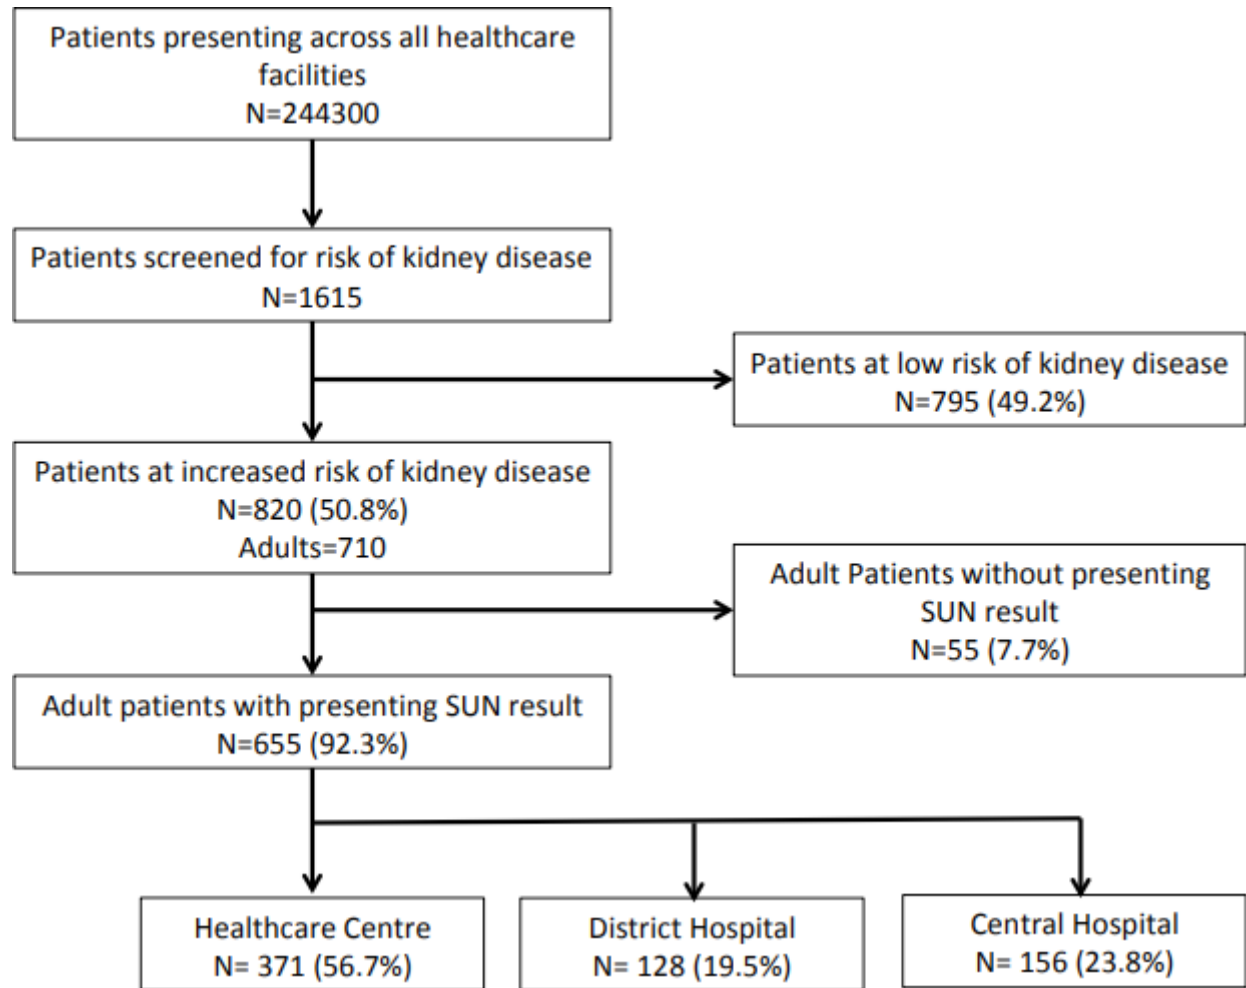 Patients presenting across all healthcare
facilities
N=244300
Patients screened for risk of kidney disease
N=1615
Patients at low risk of kidney disease
N=795 (49.2%)
Patients at increased risk of kidney disease
N=820 (50.8%)
Adults=710
Adult Patients without presenting
SUN result
N=55 (7.7%)
Adult patients with presenting SUN result
N=655 (92.3%)
Healthcare Centre
N= 371 (56.7%)
District Hospital
N= 128 (19.5%)
Central Hospital
N= 156 (23.8%)